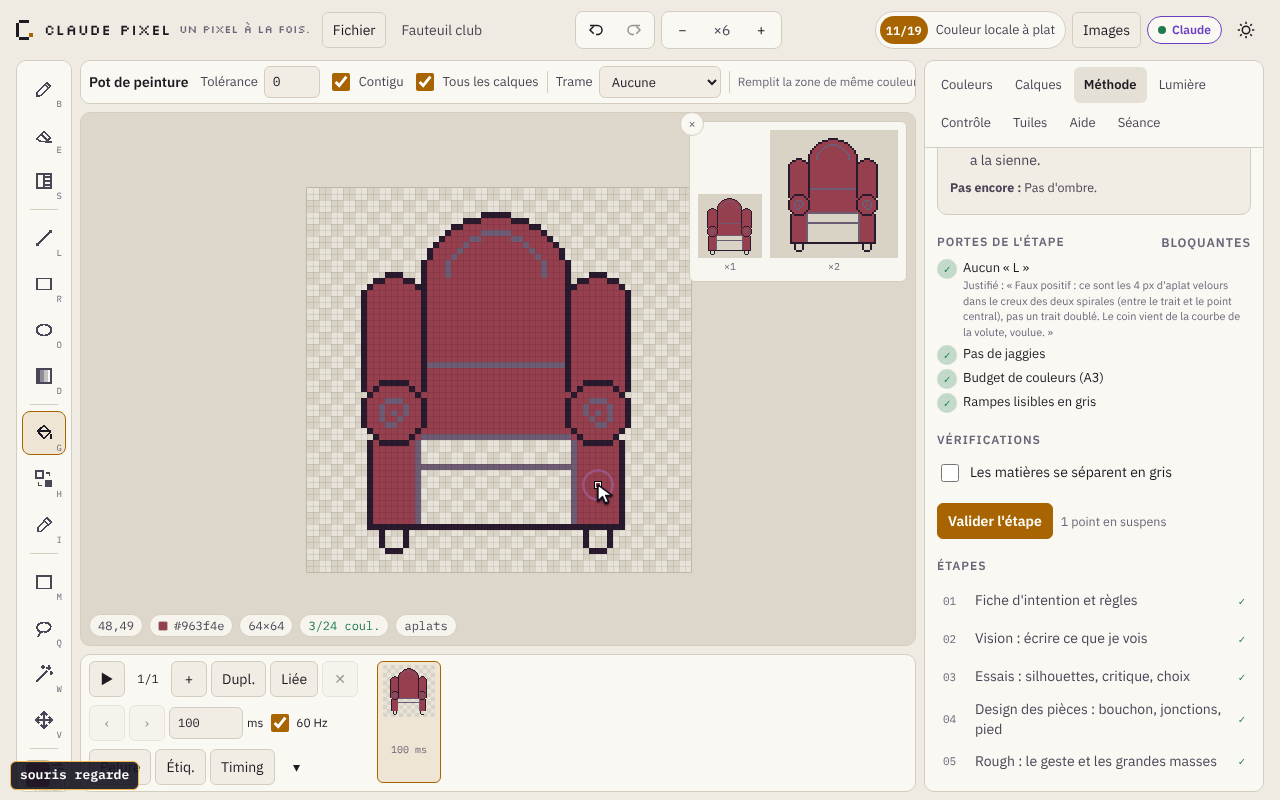 CLAUDE PIXEL
UN PIXEL À LA FOIS.
Fichier
Fauteuil club
− ×6 +
11/19 Couleur locale à plat
Images
Claude
Pot de peinture Tolérance 0 Contigu Tous les calques Trame Aucune Remplit la zone de même couleur
B
E
S
L
R
O
D
G
H
I
M
Q
W
V
×
×1
×2
48,49
#963f4e
64×64
3/24 coul.
aplats
1/1
+
Dupl.
Liée
×
‹
›
100 ms
60 Hz
Pelure
Étiq.
Timing
100 ms
souris regarde
Couleurs
Calques
Méthode
Lumière
Contrôle
Tuiles
Aide
Séance
a la sienne.
Pas encore : Pas d'ombre.
PORTES DE L'ÉTAPE BLOQUANTES
Aucun « L »
Justifié : « Faux positif : ce sont les 4 px d'aplat velours
dans le creux des deux spirales (entre le trait et le point
central), pas un trait doublé. Le coin vient de la courbe de
la volute, voulue. »
Pas de jaggies
Budget de couleurs (A3)
Rampes lisibles en gris
VÉRIFICATIONS
Les matières se séparent en gris
Valider l'étape 1 point en suspens
ÉTAPES
01 Fiche d'intention et règles
02 Vision : écrire ce que je vois
03 Essais : silhouettes, critique, choix
04 Design des pièces : bouchon, jonctions,
pied
05 Rough : le geste et les grandes masses